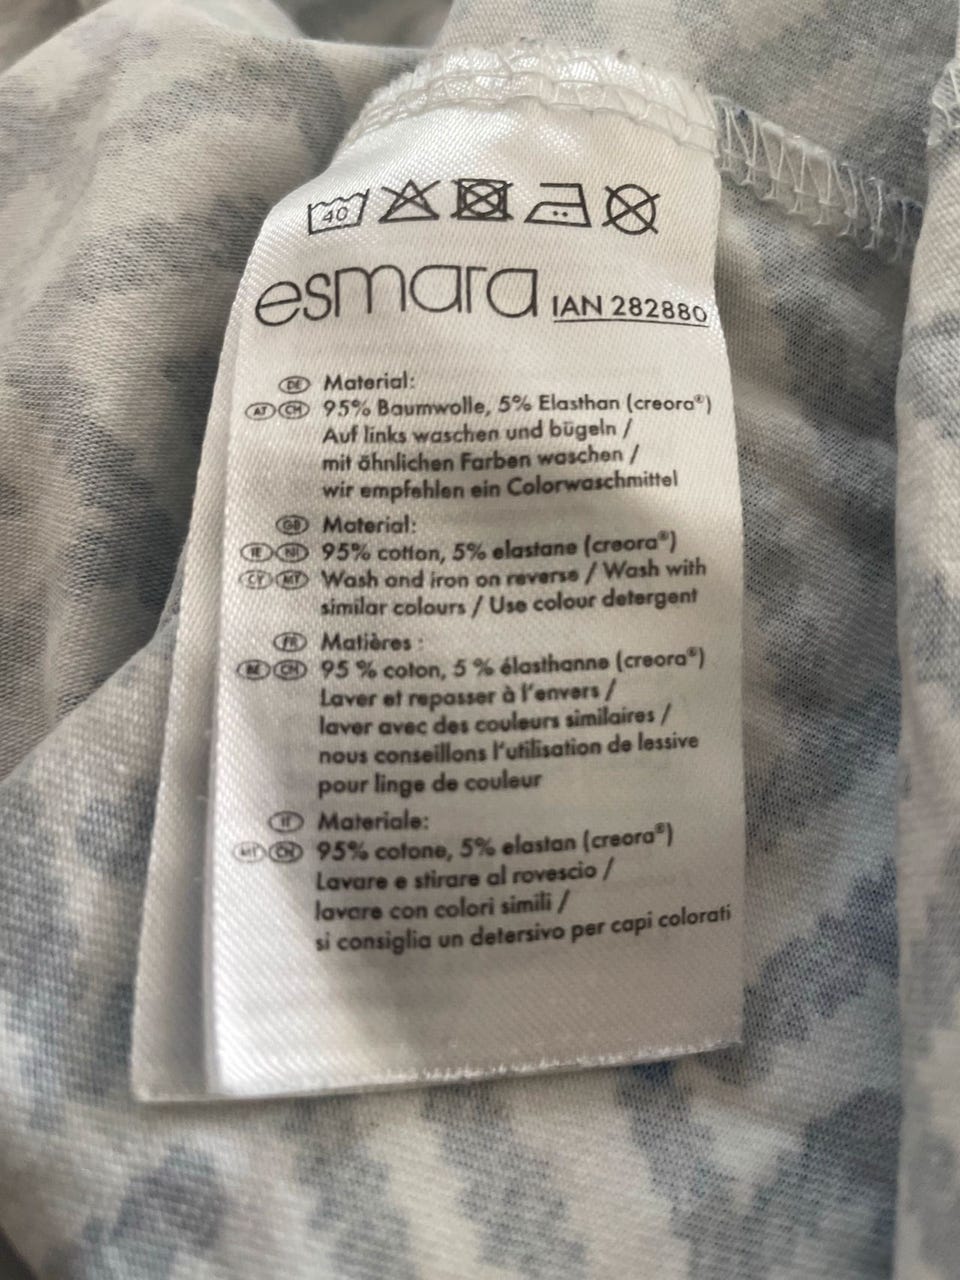 40
esmara IAN 282880
DE Material:
AT CH 95% Baumwolle, 5% Elasthan (creora®)
Auf links waschen und bügeln /
mit öhnlichen Farben waschen /
wir empfehlen ein Colorwaschmittel
GB Material:
IE NI 95% cotton, 5% elastane (creora®)
CY MT Wash and iron on reverse / Wash with
similar colours / Use colour detergent
FR Matières :
BE CH 95 % coton, 5 % élasthanne (creora®)
Laver et repasser à l'envers /
laver avec des couleurs similaires /
nous conseillons l'utilisation de lessive
pour linge de couleur
IT Materiale:
MT CH 95% cotone, 5% elastan (creora®)
Lavare e stirare al rovescio /
lavare con colori simili /
si consiglia un detersivo per capi colorati